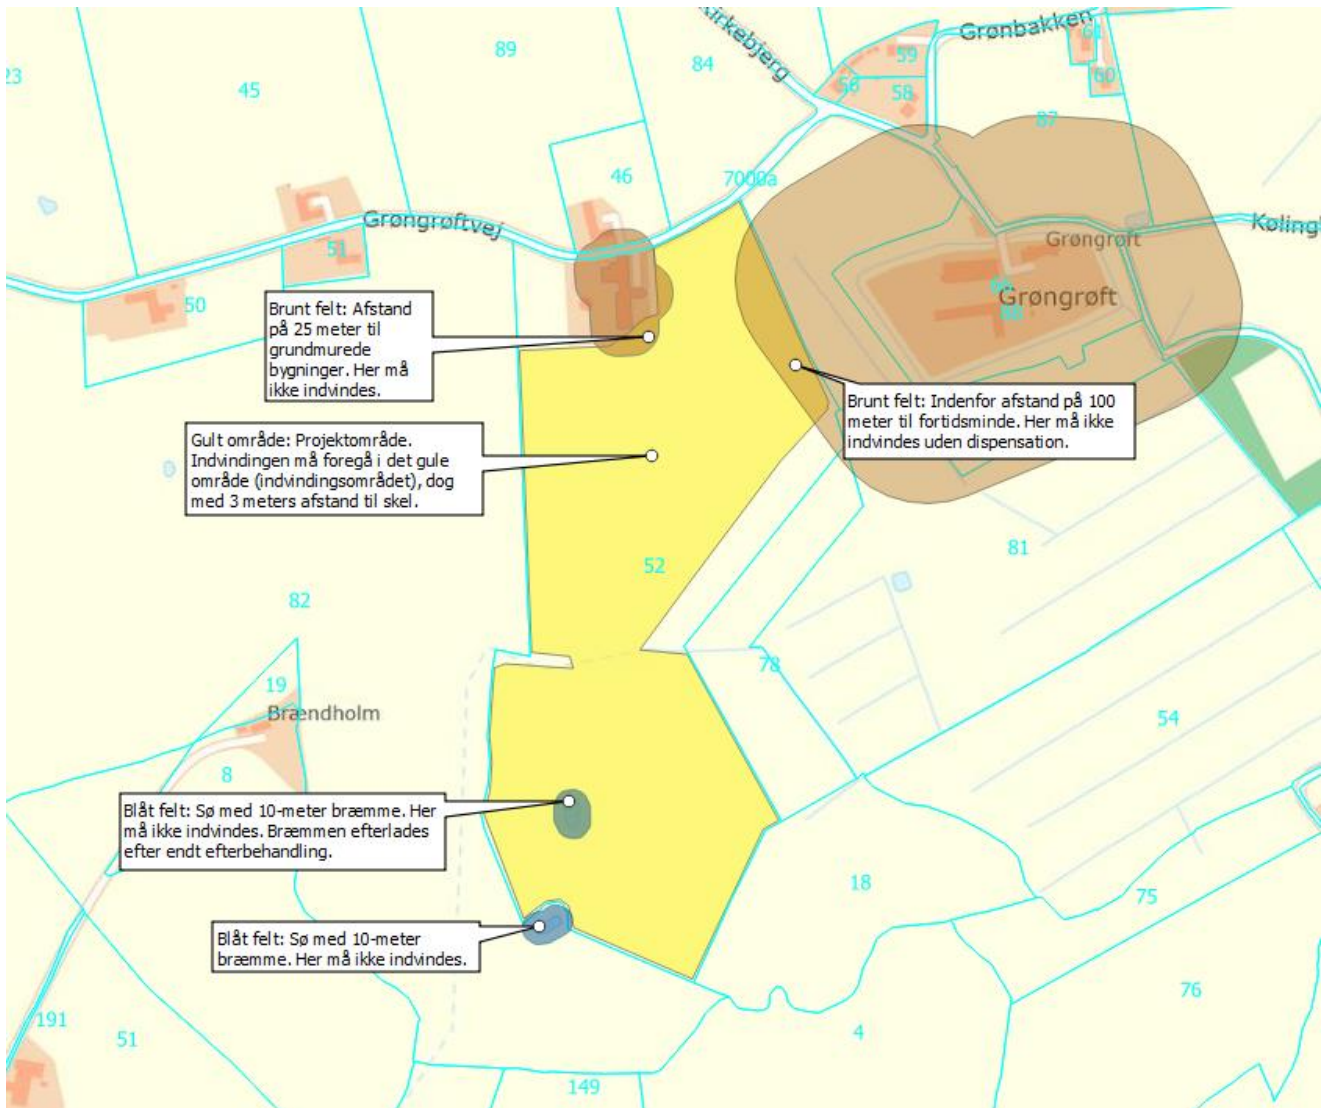 Kirkebjerg
Grønbakken
61
59
60
56
58
89
84
23
45
87
46
7000a
Grøngrøftvej
Grøngrøft
51
50
Grøngrøft
Brunt felt: Afstand
på 25 meter til
grundmurede
bygninger. Her må
ikke indvindes.
Brunt felt: Indenfor afstand på 100
meter til fortidsminde. Her må ikke
indvindes uden dispensation.
Gult område: Projektområde.
Indvindingen må foregå i det gule
område (indvindingsområdet), dog
med 3 meters afstand til skel.
81
52
82
78
19
Brændholm
54
8
Blåt felt: Sø med 10-meter bræmme. Her
må ikke indvindes. Bræmmen efterlades
efter endt efterbehandling.
18
75
Blåt felt: Sø med 10-meter
bræmme. Her må ikke indvindes.
76
191
51
4
149